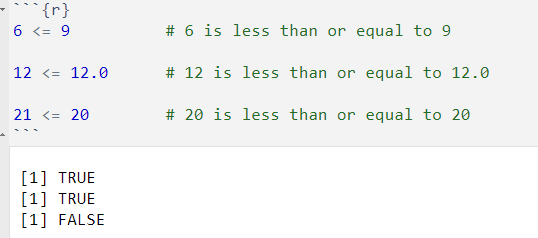 ```{r}
6 <= 9 # 6 is less than or equal to 9
12 <= 12.0 # 12 is less than or equal to 12.0
21 <= 20 # 20 is less than or equal to 20
```
[1] TRUE
[1] TRUE
[1] FALSE